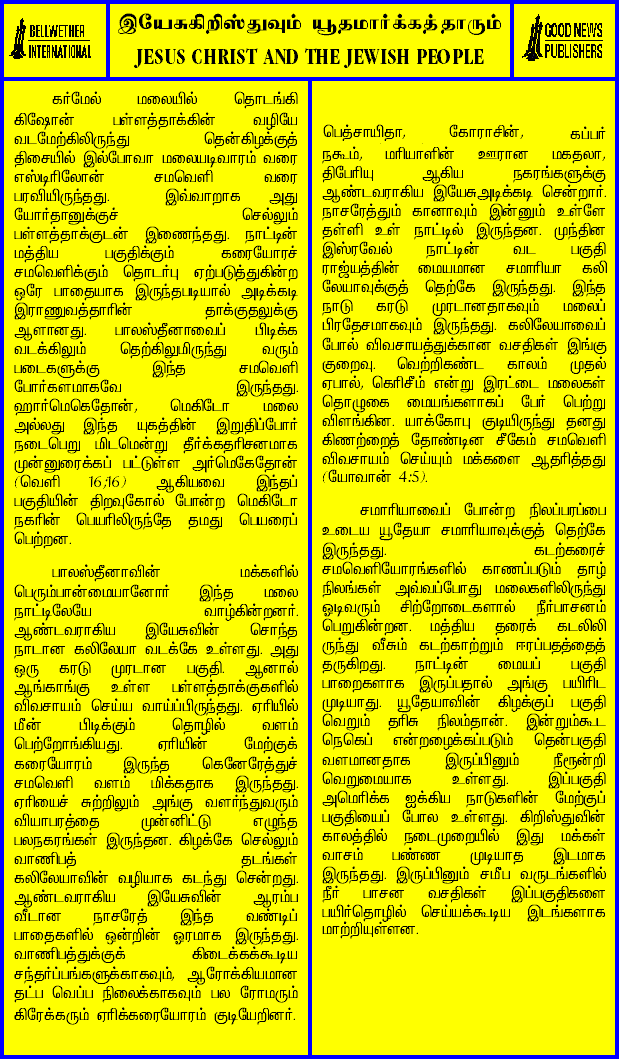 BELLWETHER
INTERNATIONAL
இயேசுகிறிஸ்துவும் யூதமார்க்கத்தாரும்
JESUS CHRIST AND THE JEWISH PEOPLE
GOOD NEWS
PUBLISHERS
கர்மேல் மலையில் தொடங்கி
கிஷோன் பள்ளத்தாக்கின் வழியே
வடமேற்கிலிருந்து தென்கிழக்குத்
திசையில் இல்போவா மலையடிவாரம் வரை
எஸ்டிரிலோன் சமவெளி வரை
பரவியிருந்தது. இவ்வாறாக அது
யோர்தானுக்குச் செல்லும்
பள்ளத்தாக்குடன் இணைந்தது. நாட்டின்
மத்திய பகுதிக்கும் கரையோரச்
சமவெளிக்கும் தொடர்பு ஏற்படுத்துகின்ற
ஒரே பாதையாக இருந்தபடியால் அடிக்கடி
இராணுவத்தாரின் தாக்குதலுக்கு
ஆளானது. பாலஸ்தீனாவைப் பிடிக்க
வடக்கிலும் தெற்கிலுமிருந்து வரும்
படைகளுக்கு இந்த சமவெளி
போர்களமாகவே இருந்தது.
ஹார்மெகெதோன், மெகிடோ மலை
அல்லது இந்த யுகத்தின் இறுதிப்போர்
நடைபெறு மிடமென்று தீர்க்கதரிசனமாக
முன்னுரைக்கப் பட்டுள்ள அர்மெகேதோன்
(வெளி 16;16) ஆகியவை இந்தப்
பகுதியின் திறவுகோல் போன்ற மெகிடோ
நகரின் பெயரிலிருந்தே தமது பெயரைப்
பெற்றன.
பாலஸ்தீனாவின் மக்களில்
பெரும்பான்மையானோர் இந்த மலை
நாட்டிலேயே வாழ்கின்றனர்.
ஆண்டவராகிய இயேசுவின் சொந்த
நாடான கலிலேயா வடக்கே உள்ளது. அது
ஒரு கரடு முரடான பகுதி. ஆனால்
ஆங்காங்கு உள்ள பள்ளத்தாக்குகளில்
விவசாயம் செய்ய வாய்ப்பிருந்தது. ஏரியில்
மீன் பிடிக்கும் தொழில் வளம்
பெற்றோங்கியது. ஏரியின் மேற்குக்
கரையோரம் இருந்த கெனேரேத்துச்
சமவெளி வளம் மிக்கதாக இருந்தது.
ஏரியைச் சுற்றிலும் அங்கு வளர்ந்துவரும்
வியாபரத்தை முன்னிட்டு எழுந்த
பலநகரங்கள் இருந்தன. கிழக்கே செல்லும்
வாணிபத் தடங்கள்
கலிலேயாவின் வழியாக கடந்து சென்றது.
ஆண்டவராகிய இயேசுவின் ஆரம்ப
வீடான நாசரேத் இந்த வண்டிப்
பாதைகளில் ஒன்றின் ஓரமாக இருந்தது.
வாணிபத்துக்குக் கிடைக்கக்கூடிய
சந்தர்ப்பங்களுக்காகவும், ஆரோக்கியமான
தட்ப வெப்ப நிலைக்காகவும் பல ரோமரும்
கிரேக்கரும் ஏரிக்கரையோரம் குடியேறினர்.
பெத்சாயிதா, கோராசின், கப்பர்
நகூம், மரியாளின் ஊரான மகதலா,
திபேரியு ஆகிய நகரங்களுக்கு
ஆண்டவராகிய இயேசுஅடிக்கடி சென்றார்.
நாசரேத்தும் கானாவும் இன்னும் உள்ளே
தள்ளி உள் நாட்டில் இருந்தன. முந்தின
இஸ்ரவேல் நாட்டின் வட பகுதி
ராஜ்யத்தின் மையமான சமாரியா கலி
லேயாவுக்குத் தெற்கே இருந்தது. இந்த
நாடு கரடு முரடானதாகவும் மலைப்
பிரதேசமாகவும் இருந்தது. கலிலேயாவைப்
போல் விவசாயத்துக்கான வசதிகள் இங்கு
குறைவு. வெற்றிகண்ட காலம் முதல்
ஏபால், கெரிசீம் என்று இரட்டை மலைகள்
தொழுகை மையங்களாகப் பேர் பெற்று
விளங்கின. யாக்கோபு குடியிருந்து தனது
கிணற்றைத் தோண்டின சீகேம் சமவெளி
விவசாயம் செய்யும் மக்களை ஆதரித்தது
(யோவான் 4:5).
சமாரியாவைப் போன்ற நிலப்பரப்பை
உடைய யூதேயா சமாரியாவுக்குத் தெற்கே
இருந்தது. கடற்கரைச்
சமவெளியோரங்களில் காணப்படும் தாழ்
நிலங்கள் அவ்வப்போது மலைகளிலிருந்து
ஓடிவரும் சிற்றோடைகளால் நீர்பாசனம்
பெறுகின்றன. மத்திய தரைக் கடலிலி
ருந்து வீசும் கடற்காற்றும் ஈரப்பதத்தைத்
தருகிறது. நாட்டின் மையப் பகுதி
பாறைகளாக இருப்பதால் அங்கு பயிரிட
முடியாது. யூதேயாவின் கிழக்குப் பகுதி
வெறும் தரிசு நிலம்தான். இன்றும்கூட
நெகெப் என்றழைக்கப்படும் தென்பகுதி
வளமானதாக இருப்பினும் நீரூன்றி
வெறுமையாக உள்ளது. இப்பகுதி
அமெரிக்க ஐக்கிய நாடுகளின் மேற்குப்
பகுதியைப் போல உள்ளது. கிறிஸ்துவின்
காலத்தில் நடைமுறையில் இது மக்கள்
வாசம் பண்ண முடியாத இடமாக
இருந்தது. இருப்பினும் சமீப வருடங்களில்
நீர் பாசன வசதிகள் இப்பகுதிகளை
பயிர்தொழில் செய்யக்கூடிய இடங்களாக
மாற்றியுள்ளன.